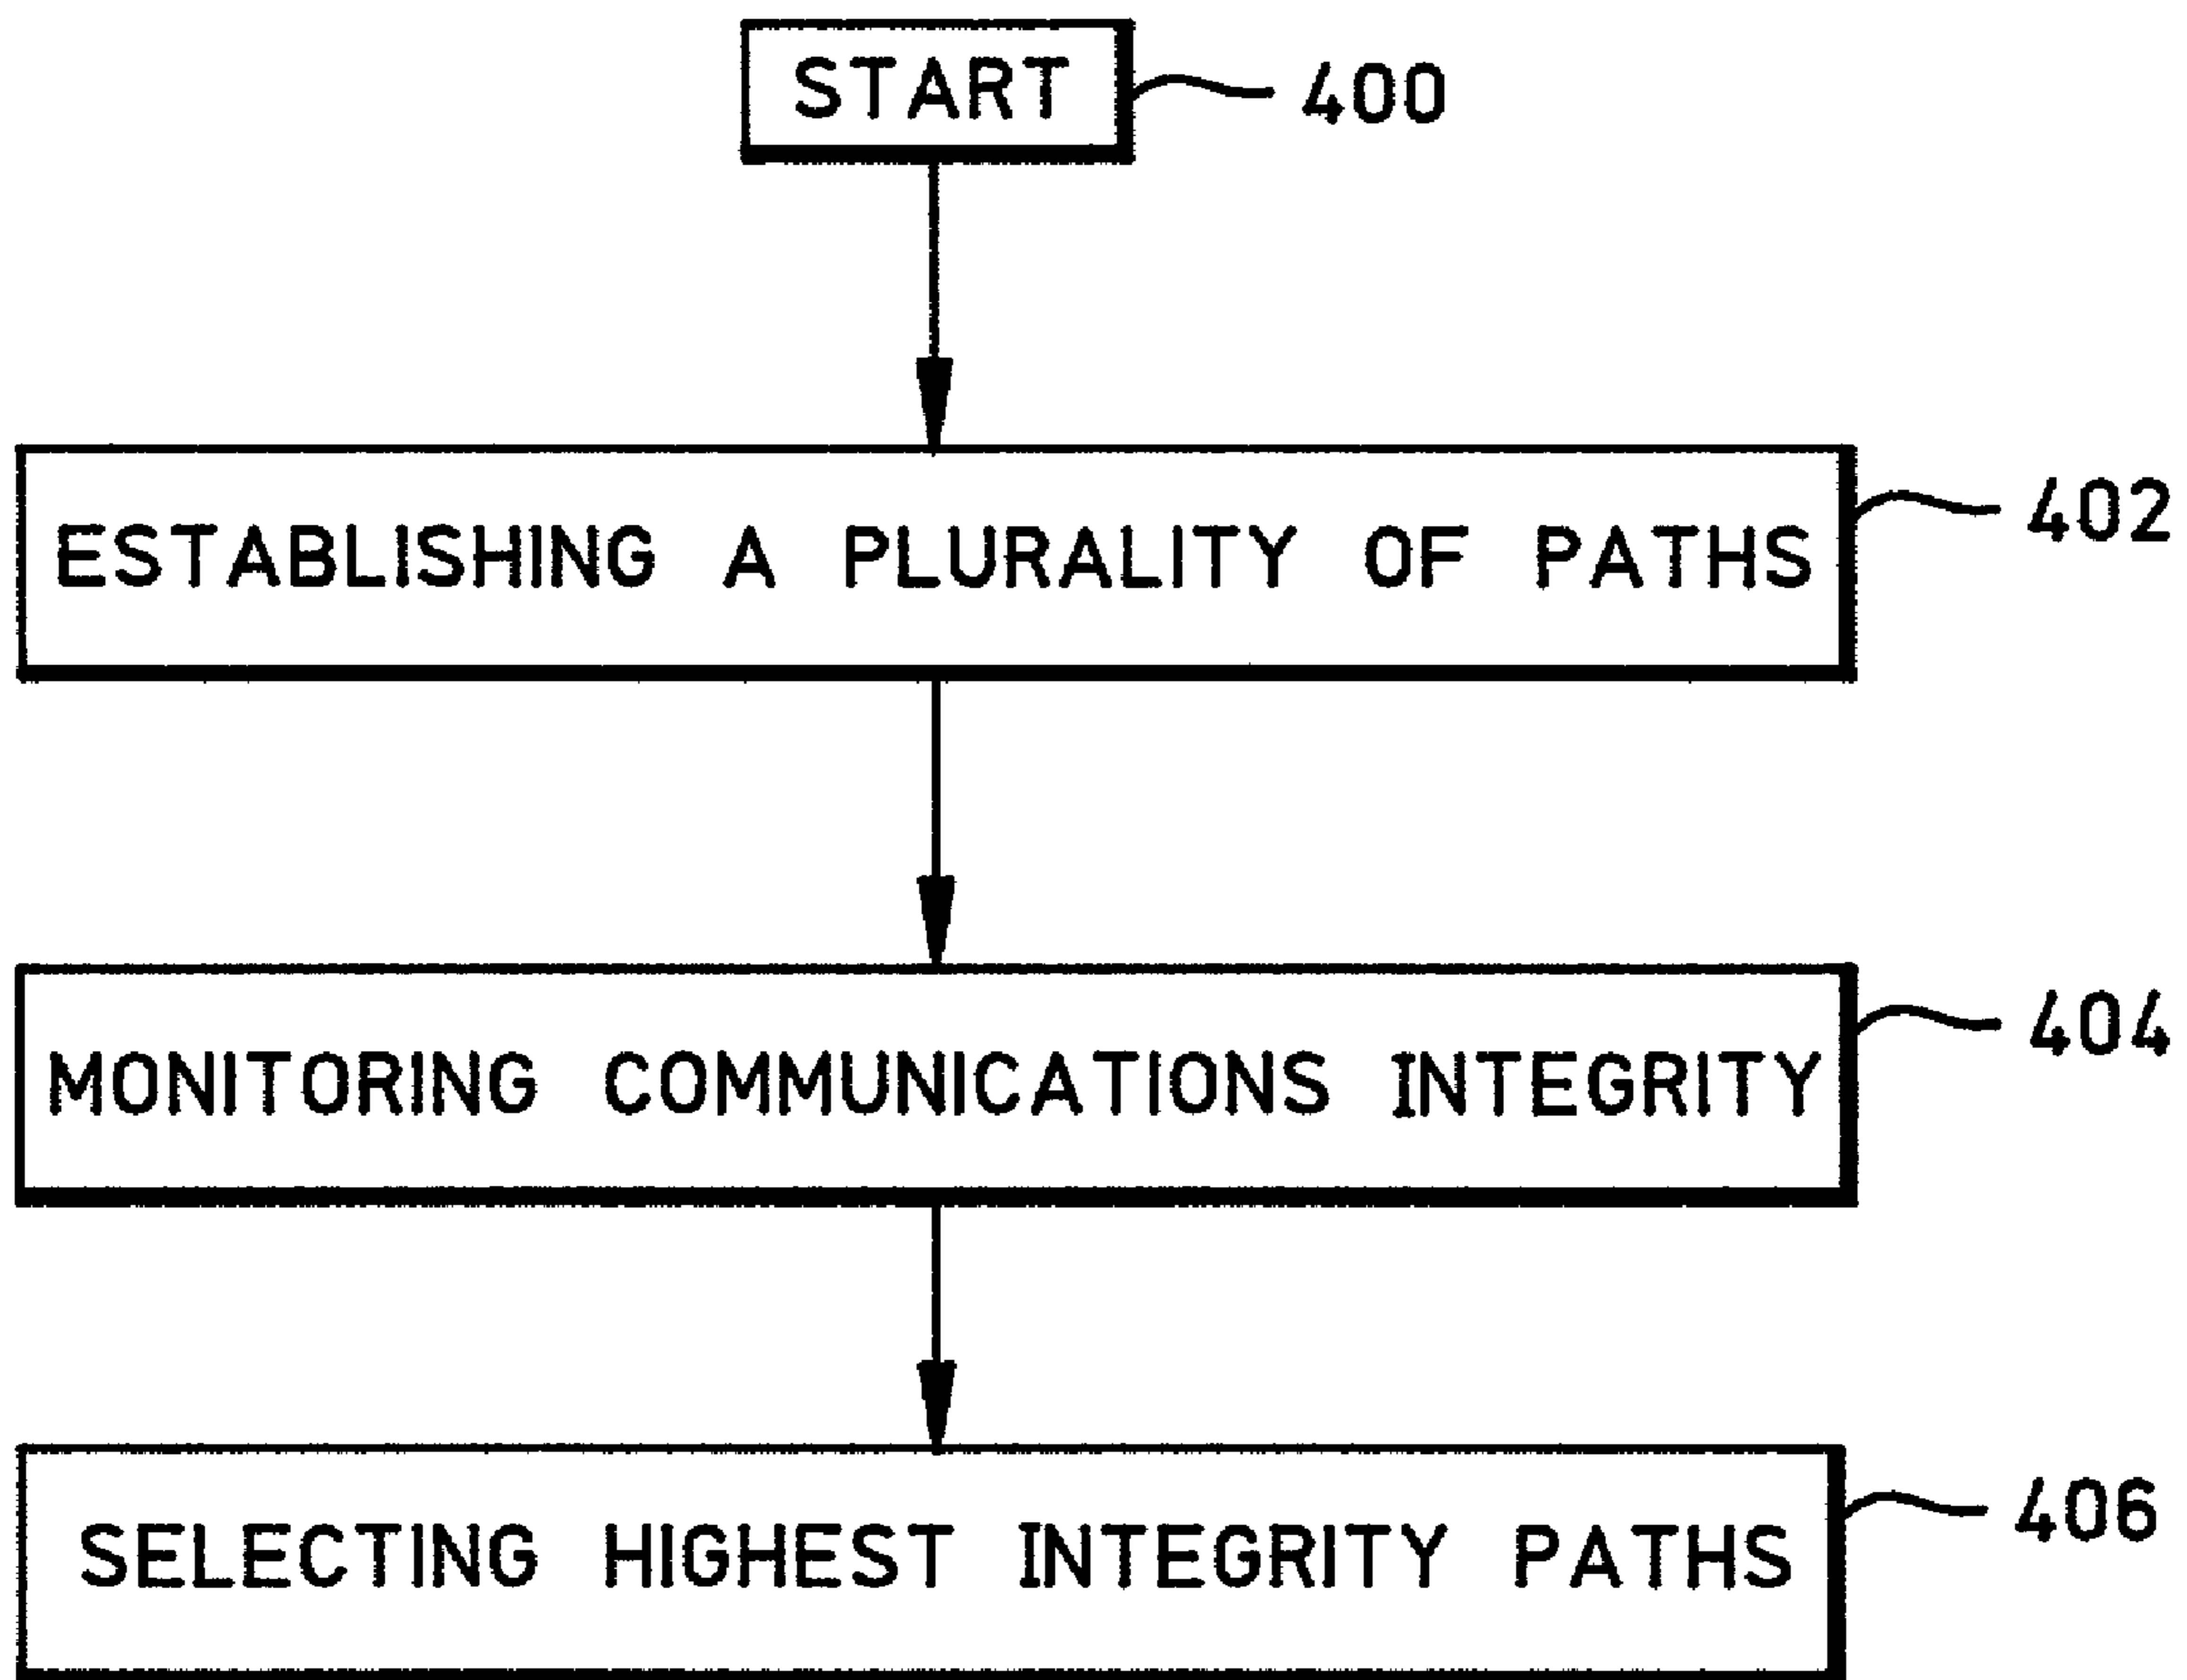 START
400
ESTABLISHING A PLURALITY OF PATHS
402
MONITORING COMMUNICATIONS INTEGRITY
404
SELECTING HIGHEST INTEGRITY PATHS
406